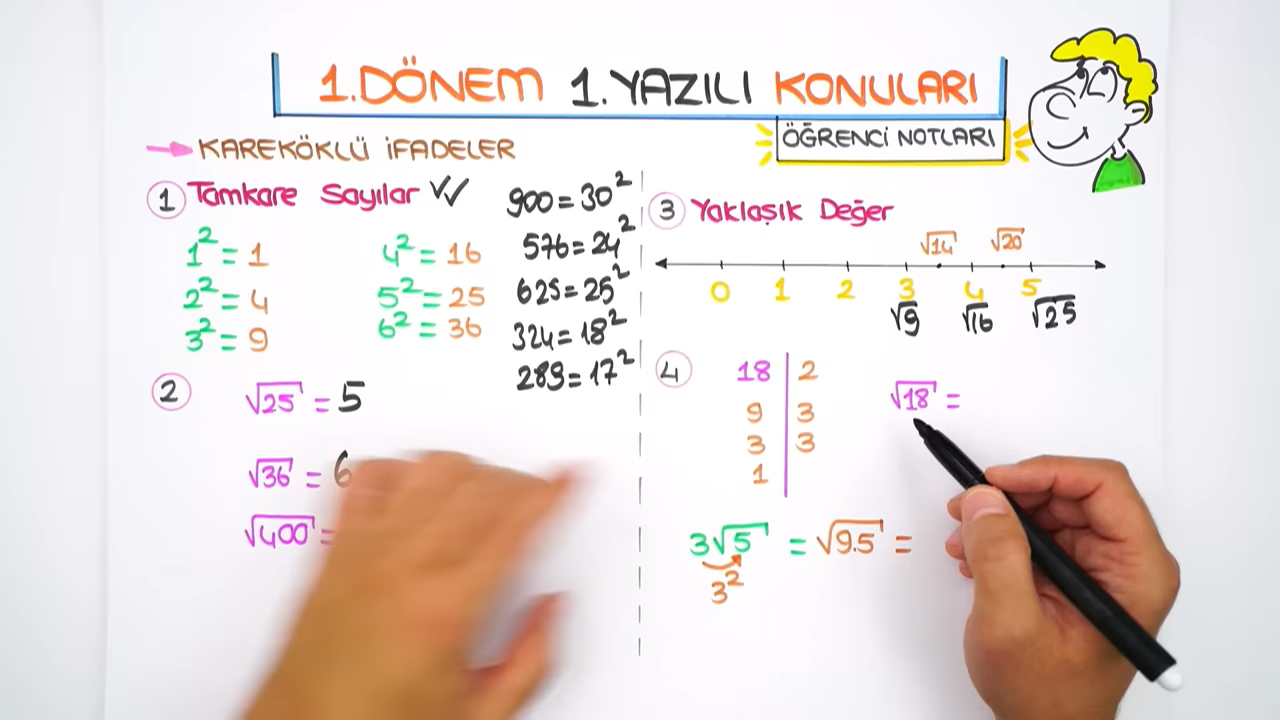 1.DÖNEM 1.YAZILI KONULARI
ÖĞRENCİ NOTLARI
KAREKÖKLÜ İFADELER
1 Tamkare Sayılar
1² = 1
2² = 4
3² = 9
4² = 16
5² = 25
6² = 36
900 = 30²
576 = 24²
625 = 25²
324 = 18²
289 = 17²
2
√25 = 5
√36 = 6
√400 =
3 Yaklaşık Değer
√14 √20
0 1 2 3 4 5
√9 √16 √25
4
18 | 2
9 | 3
3 | 3
1
√18 =
3√5 = √9.5 =
3²